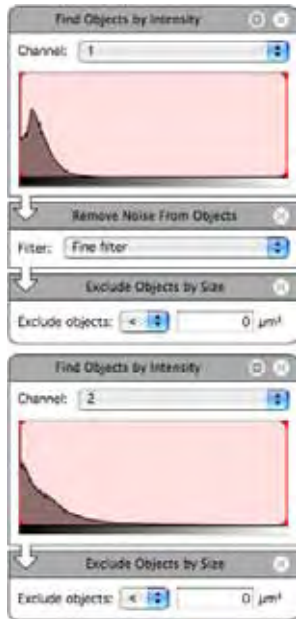 Find Objects by Intensity
Channel: 1
Remove Noise From Objects
Filter: Fine filter
Exclude Objects by Size
Exclude objects: < 0 µm³
Find Objects by Intensity
Channel: 2
Exclude Objects by Size
Exclude objects: < 0 µm³